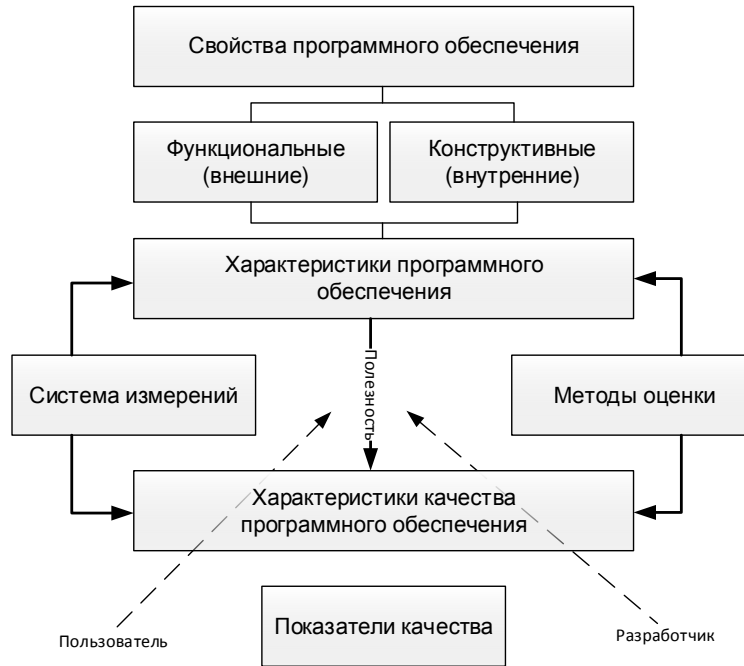 Свойства программного обеспечения
Функциональные
(внешние)
Конструктивные
(внутренние)
Характеристики программного
обеспечения
Система измерений
Полезность
Методы оценки
Характеристики качества
программного обеспечения
Пользователь
Показатели качества
Разработчик